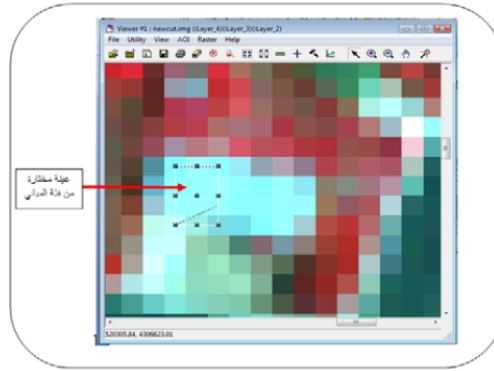 Viewer #1 : newcut.img (:Layer_4)(:Layer_3)(:Layer_2)
File Utility View AOI Raster Help
عينة مختارة
من فئة المباني
520305.84, 4306623.01